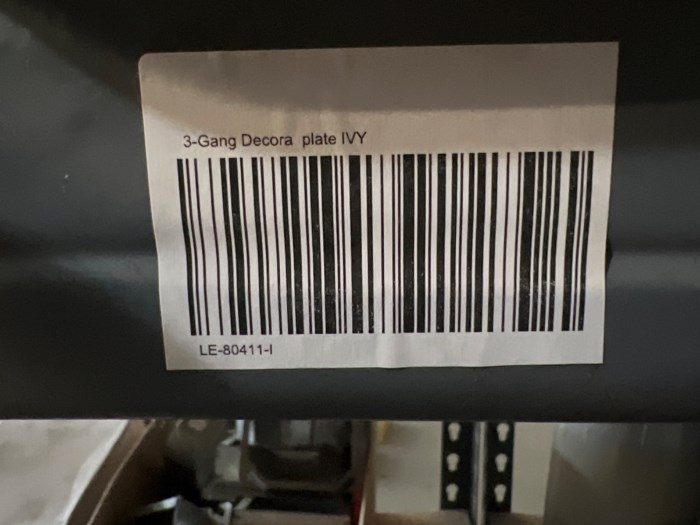 3-Gang Decora  plate IVY
LE-80411-I